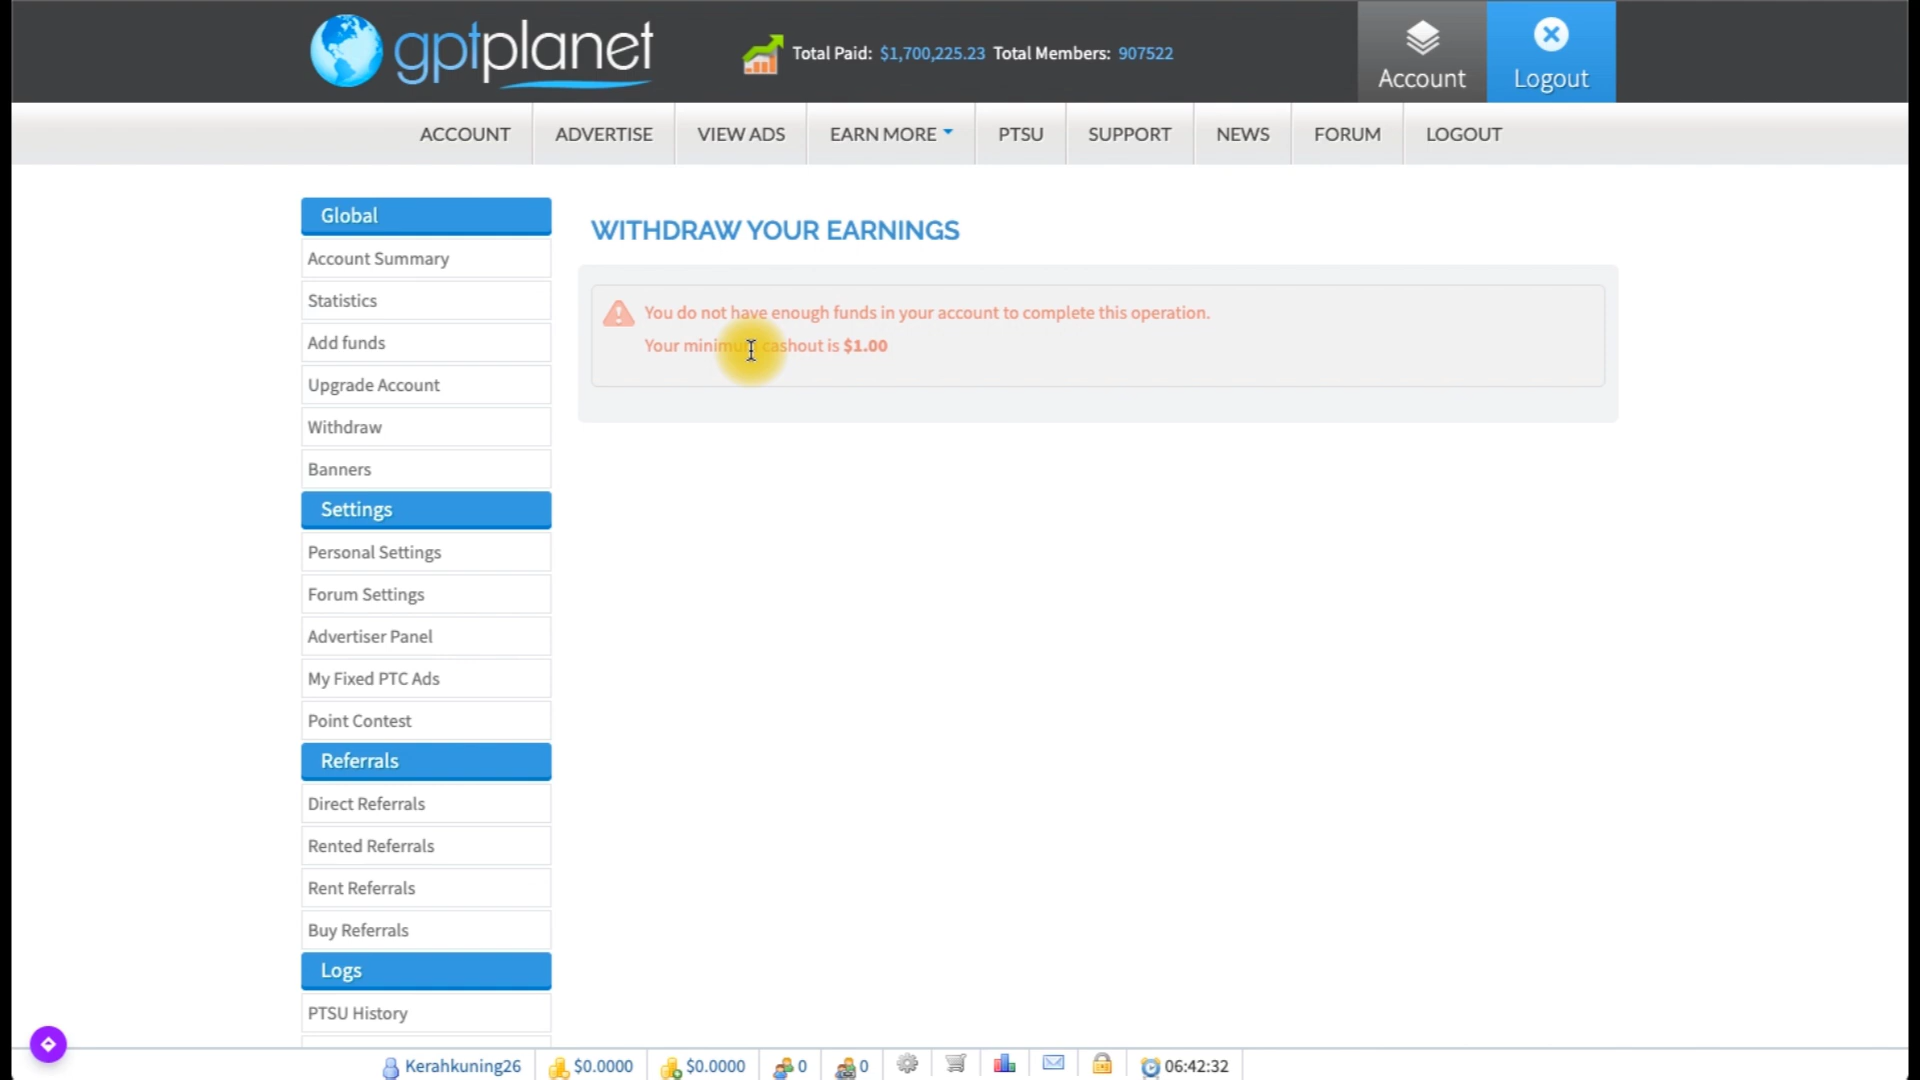 gptplanet
Total Paid: $1,700,225.23 Total Members: 907522
Account
Logout
ACCOUNT
ADVERTISE
VIEW ADS
EARN MORE
PTSU
SUPPORT
NEWS
FORUM
LOGOUT
Global
Account Summary
Statistics
Add funds
Upgrade Account
Withdraw
Banners
Settings
Personal Settings
Forum Settings
Advertiser Panel
My Fixed PTC Ads
Point Contest
Referrals
Direct Referrals
Rented Referrals
Rent Referrals
Buy Referrals
Logs
PTSU History
WITHDRAW YOUR EARNINGS
You do not have enough funds in your account to complete this operation.
Your minimum cashout is $1.00
Kerahkuning26
$0.0000
$0.0000
0
0
06:42:32